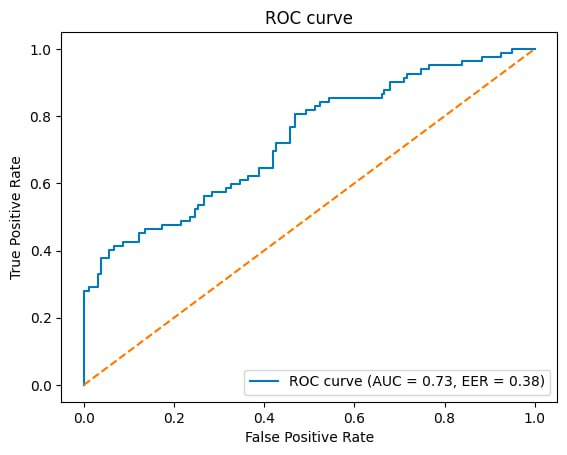 ROC curve
True Positive Rate
1.0
0.8
0.6
0.4
0.2
0.0
ROC curve (AUC = 0.73, EER = 0.38)
0.0 0.2 0.4 0.6 0.8 1.0
False Positive Rate